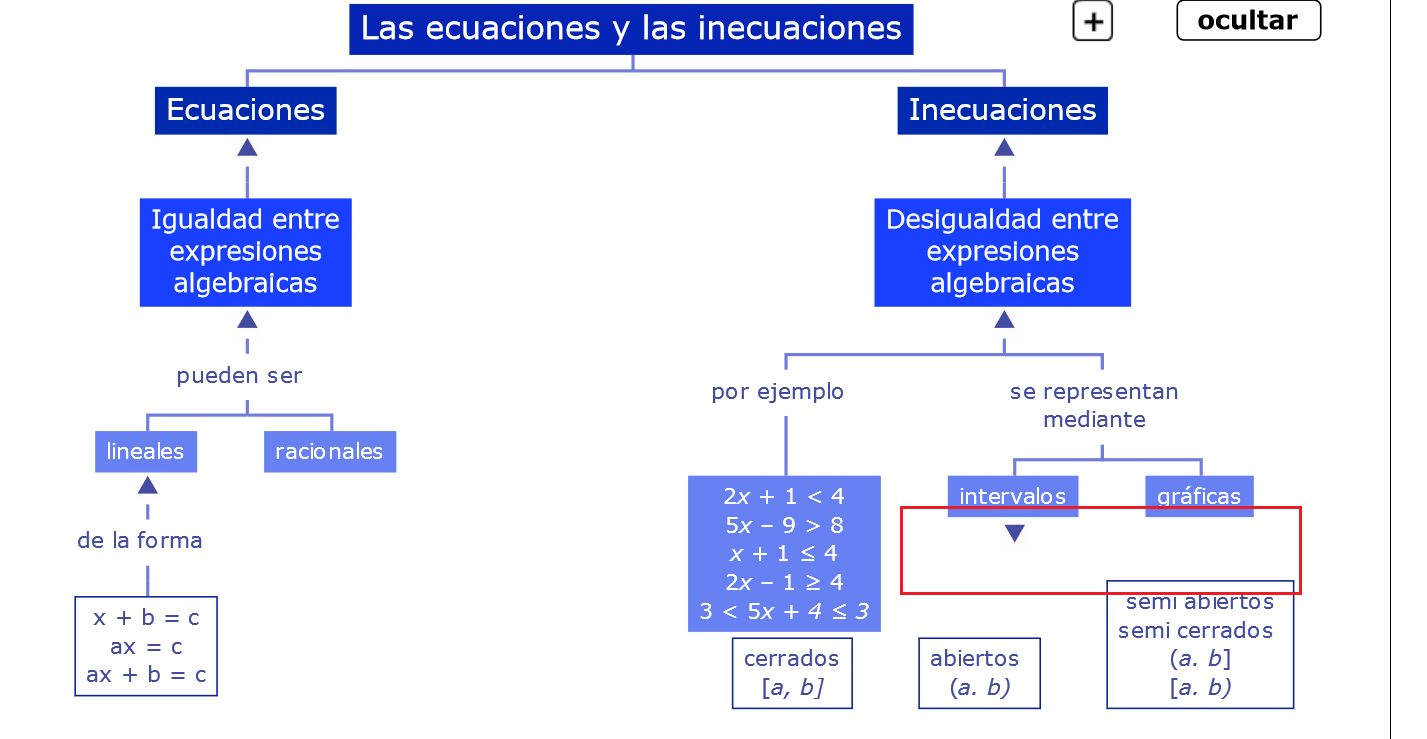 Las ecuaciones y las inecuaciones
+
ocultar
Ecuaciones
Inecuaciones
Igualdad entre
expresiones
algebraicas
Desigualdad entre
expresiones
algebraicas
pueden ser
por ejemplo
se representan
mediante
lineales
racionales
intervalos
gráficas
2x + 1 < 4
5x – 9 > 8
x + 1 ≤ 4
2x – 1 ≥ 4
3 < 5x + 4 ≤ 3
de la forma
x + b = c
ax = c
ax + b = c
cerrados
[a, b]
abiertos
(a. b)
semi abiertos
semi cerrados
(a. b]
[a. b)